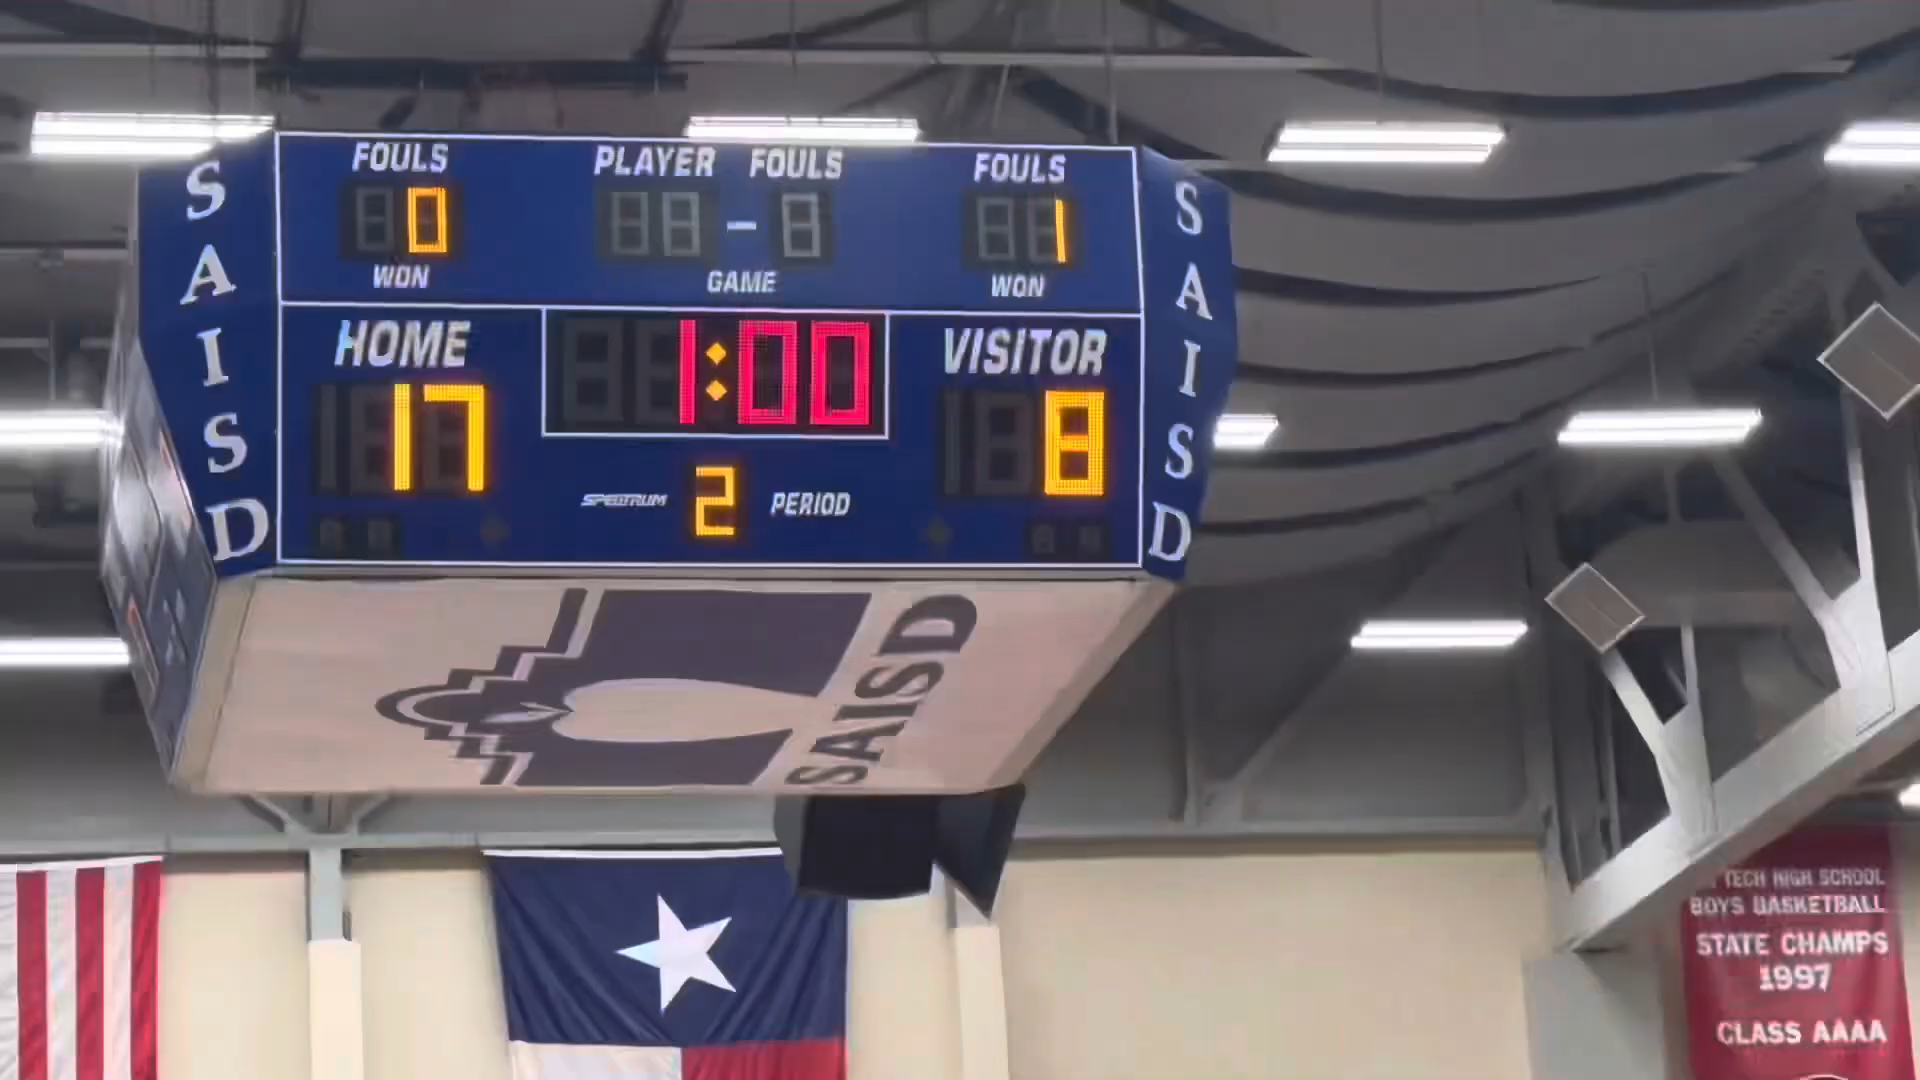 FOULS PLAYER FOULS FOULS
0 - 1
WON GAME WON
HOME 1:00 VISITOR
17 8
SPECTRUM 2 PERIOD
SAISD
SAISD
SAISD
TECH HIGH SCHOOL
BOYS BASKETBALL
STATE CHAMPS
1997
CLASS AAAA